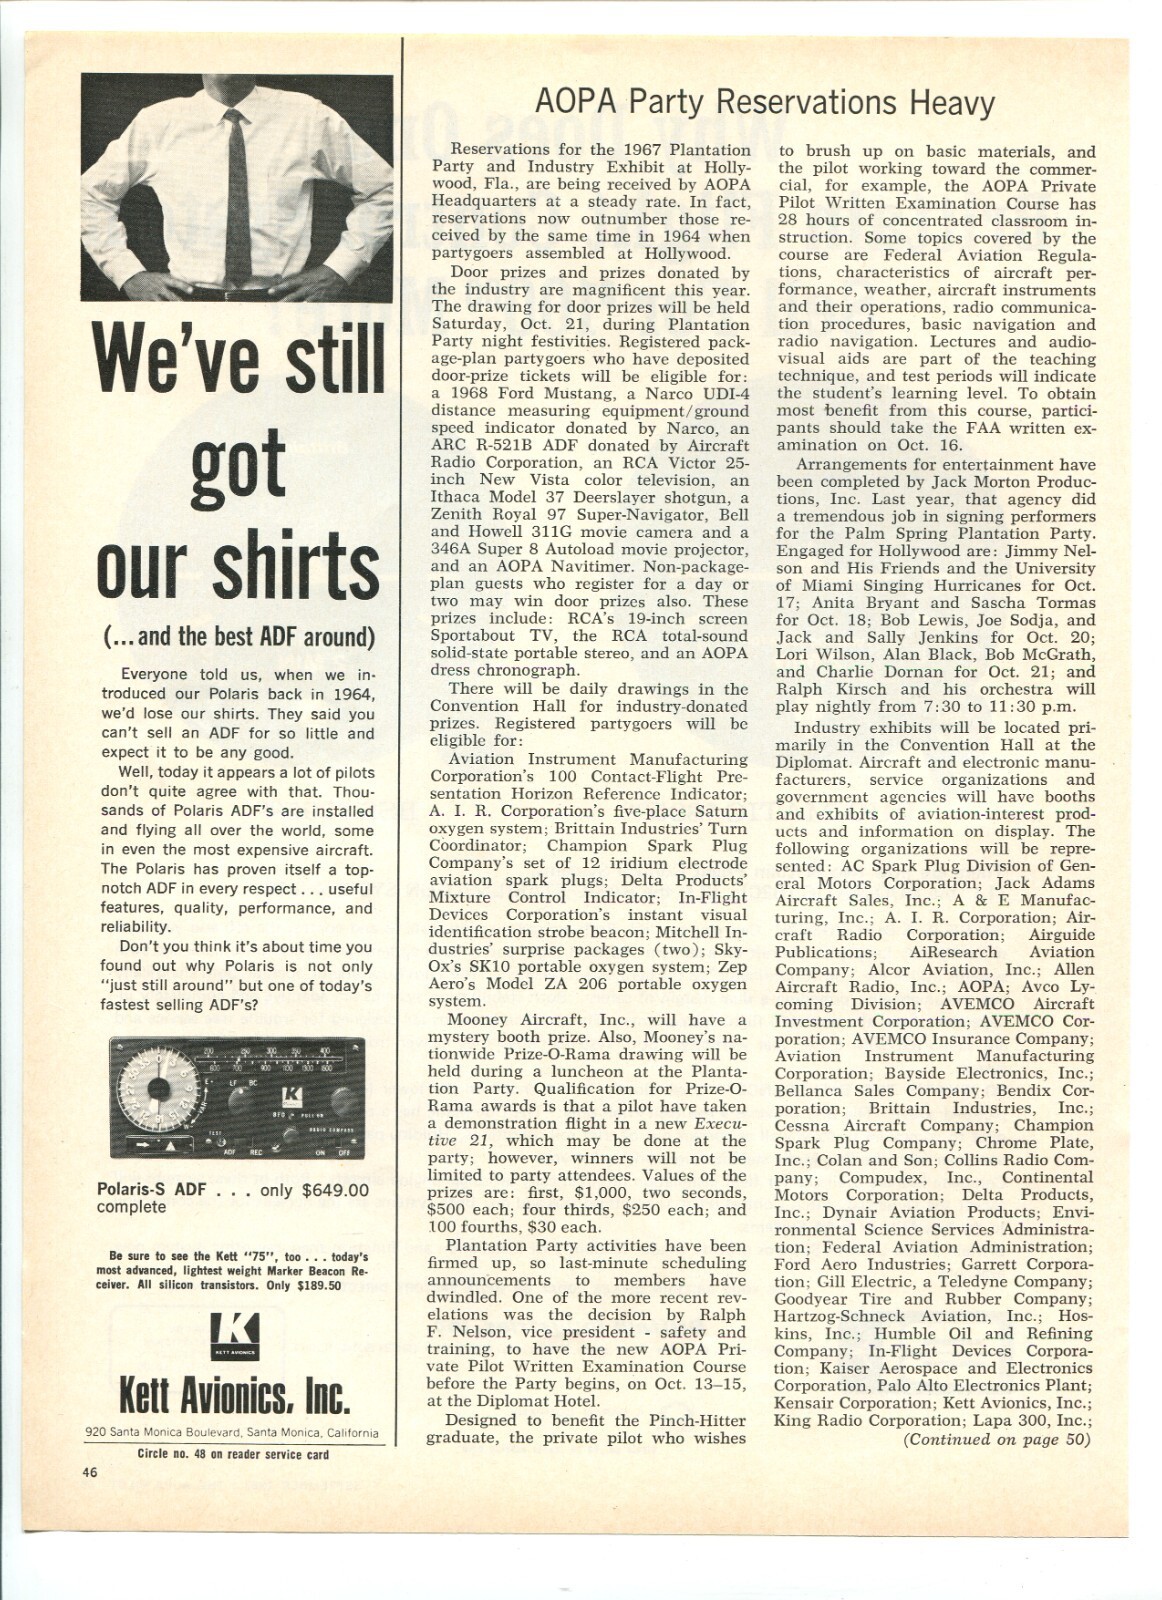 We've still
got
our shirts
(...and the best ADF around)
Everyone told us, when we in-
troduced our Polaris back in 1964,
we'd lose our shirts. They said you
can't sell an ADF for so little and
expect it to be any good.
Well, today it appears a lot of pilots
don't quite agree with that. Thou-
sands of Polaris ADF's are installed
and flying all over the world, some
in even the most expensive aircraft.
The Polaris has proven itself a top-
notch ADF in every respect . . . useful
features, quality, performance, and
reliability.
Don't you think it's about time you
found out why Polaris is not only
"just still around" but one of today's
fastest selling ADF's?
Polaris-S ADF . . . only $649.00
complete
Be sure to see the Kett "75", too . . . today's
most advanced, lightest weight Marker Beacon Re-
ceiver. All silicon transistors. Only $189.50
K
KETT AVIONICS
Kett Avionics, Inc.
920 Santa Monica Boulevard, Santa Monica, California
Circle no. 48 on reader service card
46
AOPA Party Reservations Heavy
Reservations for the 1967 Plantation
Party and Industry Exhibit at Holly-
wood, Fla., are being received by AOPA
Headquarters at a steady rate. In fact,
reservations now outnumber those re-
ceived by the same time in 1964 when
partygoers assembled at Hollywood.
Door prizes and prizes donated by
the industry are magnificent this year.
The drawing for door prizes will be held
Saturday, Oct. 21, during Plantation
Party night festivities. Registered pack-
age-plan partygoers who have deposited
door-prize tickets will be eligible for:
a 1968 Ford Mustang, a Narco UDI-4
distance measuring equipment/ground
speed indicator donated by Narco, an
ARC R-521B ADF donated by Aircraft
Radio Corporation, an RCA Victor 25-
inch New Vista color television, an
Ithaca Model 37 Deerslayer shotgun, a
Zenith Royal 97 Super-Navigator, Bell
and Howell 311G movie camera and a
346A Super 8 Autoload movie projector,
and an AOPA Navitimer. Non-package-
plan guests who register for a day or
two may win door prizes also. These
prizes include: RCA's 19-inch screen
Sportabout TV, the RCA total-sound
solid-state portable stereo, and an AOPA
dress chronograph.
There will be daily drawings in the
Convention Hall for industry-donated
prizes. Registered partygoers will be
eligible for:
Aviation Instrument Manufacturing
Corporation's 100 Contact-Flight Pre-
sentation Horizon Reference Indicator;
A. I. R. Corporation's five-place Saturn
oxygen system; Brittain Industries' Turn
Coordinator; Champion Spark Plug
Company's set of 12 iridium electrode
aviation spark plugs; Delta Products'
Mixture Control Indicator; In-Flight
Devices Corporation's instant visual
identification strobe beacon; Mitchell In-
dustries' surprise packages (two); Sky-
Ox's SK10 portable oxygen system; Zep
Aero's Model ZA 206 portable oxygen
system.
Mooney Aircraft, Inc., will have a
mystery booth prize. Also, Mooney's na-
tionwide Prize-O-Rama drawing will be
held during a luncheon at the Planta-
tion Party. Qualification for Prize-O-
Rama awards is that a pilot have taken
a demonstration flight in a new Execu-
tive 21, which may be done at the
party; however, winners will not be
limited to party attendees. Values of the
prizes are: first, $1,000, two seconds,
$500 each; four thirds, $250 each; and
100 fourths, $30 each.
Plantation Party activities have been
firmed up, so last-minute scheduling
announcements to members have
dwindled. One of the more recent rev-
elations was the decision by Ralph
F. Nelson, vice president - safety and
training, to have the new AOPA Pri-
vate Pilot Written Examination Course
before the Party begins, on Oct. 13–15,
at the Diplomat Hotel.
Designed to benefit the Pinch-Hitter
graduate, the private pilot who wishes
to brush up on basic materials, and
the pilot working toward the commer-
cial, for example, the AOPA Private
Pilot Written Examination Course has
28 hours of concentrated classroom in-
struction. Some topics covered by the
course are Federal Aviation Regula-
tions, characteristics of aircraft per-
formance, weather, aircraft instruments
and their operations, radio communica-
tion procedures, basic navigation and
radio navigation. Lectures and audio-
visual aids are part of the teaching
technique, and test periods will indicate
the student's learning level. To obtain
most benefit from this course, partici-
pants should take the FAA written ex-
amination on Oct. 16.
Arrangements for entertainment have
been completed by Jack Morton Produc-
tions, Inc. Last year, that agency did
a tremendous job in signing performers
for the Palm Spring Plantation Party.
Engaged for Hollywood are: Jimmy Nel-
son and His Friends and the University
of Miami Singing Hurricanes for Oct.
17; Anita Bryant and Sascha Tormas
for Oct. 18; Bob Lewis, Joe Sodja, and
Jack and Sally Jenkins for Oct. 20;
Lori Wilson, Alan Black, Bob McGrath,
and Charlie Dornan for Oct. 21; and
Ralph Kirsch and his orchestra will
play nightly from 7:30 to 11:30 p.m.
Industry exhibits will be located pri-
marily in the Convention Hall at the
Diplomat. Aircraft and electronic manu-
facturers, service organizations and
government agencies will have booths
and exhibits of aviation-interest prod-
ucts and information on display. The
following organizations will be repre-
sented: AC Spark Plug Division of Gen-
eral Motors Corporation; Jack Adams
Aircraft Sales, Inc.; A & E Manufac-
turing, Inc.; A. I. R. Corporation; Air-
craft Radio Corporation; Airguide
Publications; AiResearch Aviation
Company; Alcor Aviation, Inc.; Allen
Aircraft Radio, Inc.; AOPA; Avco Ly-
coming Division; AVEMCO Aircraft
Investment Corporation; AVEMCO Cor-
poration; AVEMCO Insurance Company;
Aviation Instrument Manufacturing
Corporation; Bayside Electronics, Inc.;
Bellanca Sales Company; Bendix Cor-
poration; Brittain Industries, Inc.;
Cessna Aircraft Company; Champion
Spark Plug Company; Chrome Plate,
Inc.; Colan and Son; Collins Radio Com-
pany; Compudex, Inc., Continental
Motors Corporation; Delta Products,
Inc.; Dynair Aviation Products; Envi-
ronmental Science Services Administra-
tion; Federal Aviation Administration;
Ford Aero Industries; Garrett Corpora-
tion; Gill Electric, a Teledyne Company;
Goodyear Tire and Rubber Company;
Hartzog-Schneck Aviation, Inc.; Hos-
kins, Inc.; Humble Oil and Refining
Company; In-Flight Devices Corpora-
tion; Kaiser Aerospace and Electronics
Corporation, Palo Alto Electronics Plant;
Kensair Corporation; Kett Avionics, Inc.;
King Radio Corporation; Lapa 300, Inc.;
(Continued on page 50)